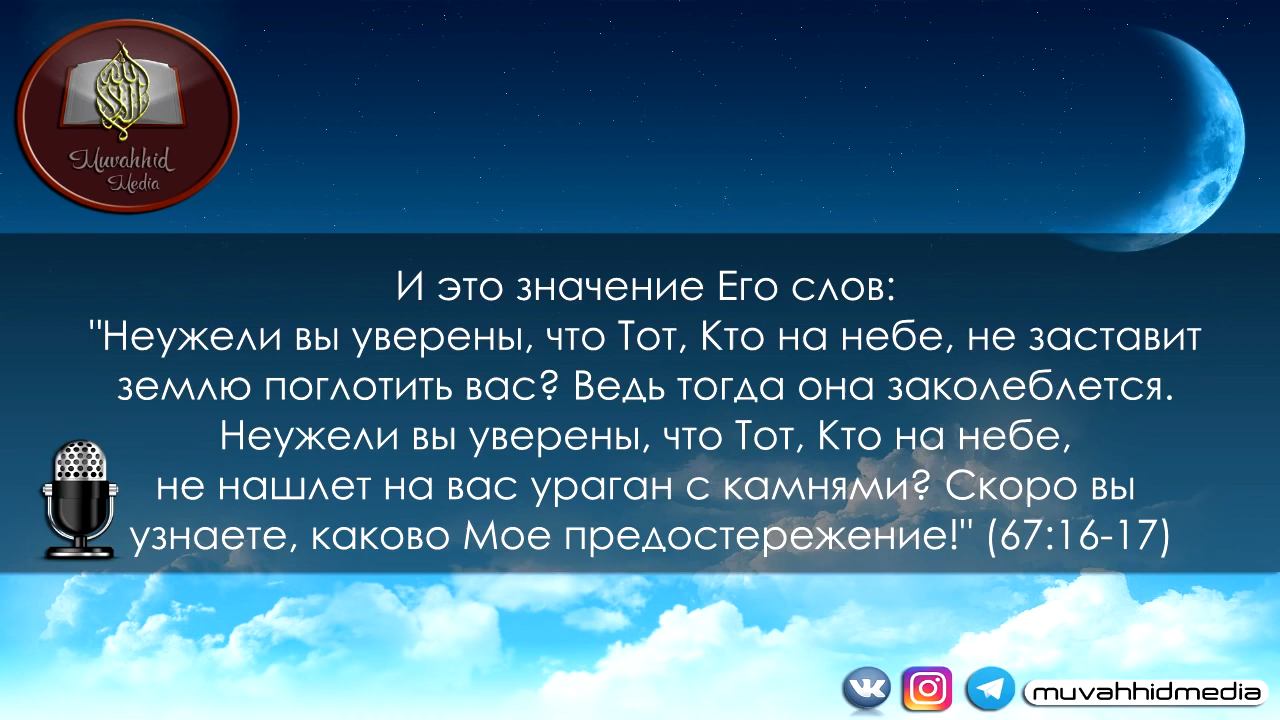 Muvahhid
Media
И это значение Его слов:
"Неужели вы уверены, что Тот, Кто на небе, не заставит
землю поглотить вас? Ведь тогда она заколеблется.
Неужели вы уверены, что Тот, Кто на небе,
не нашлет на вас ураган с камнями? Скоро вы
узнаете, каково Мое предостережение!" (67:16-17)
muvahhidmedia